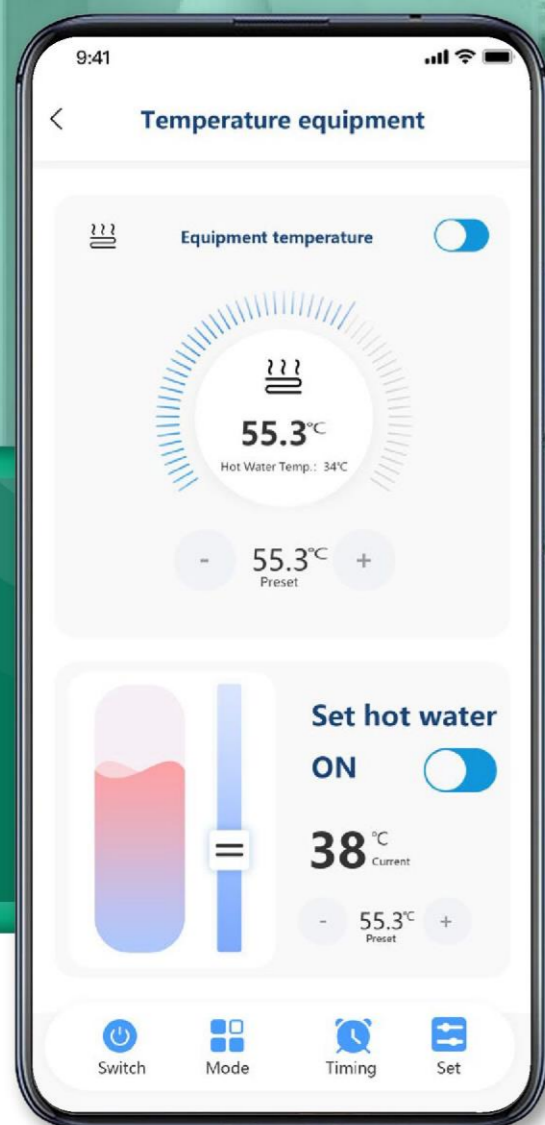 9:41
Temperature equipment
Equipment temperature
55.3℃
Hot Water Temp.: 34℃
- 55.3℃ +
Preset
Set hot water
ON
38 ℃
Current
- 55.3℃ +
Preset
Switch Mode Timing Set